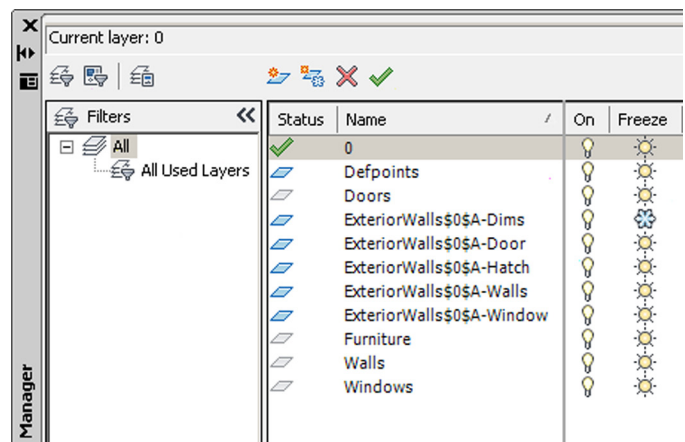 Current layer: 0
Filters
All
All Used Layers
Status Name On Freeze
0
Defpoints
Doors
ExteriorWalls$0$A-Dims
ExteriorWalls$0$A-Door
ExteriorWalls$0$A-Hatch
ExteriorWalls$0$A-Walls
ExteriorWalls$0$A-Window
Furniture
Walls
Windows
Manager